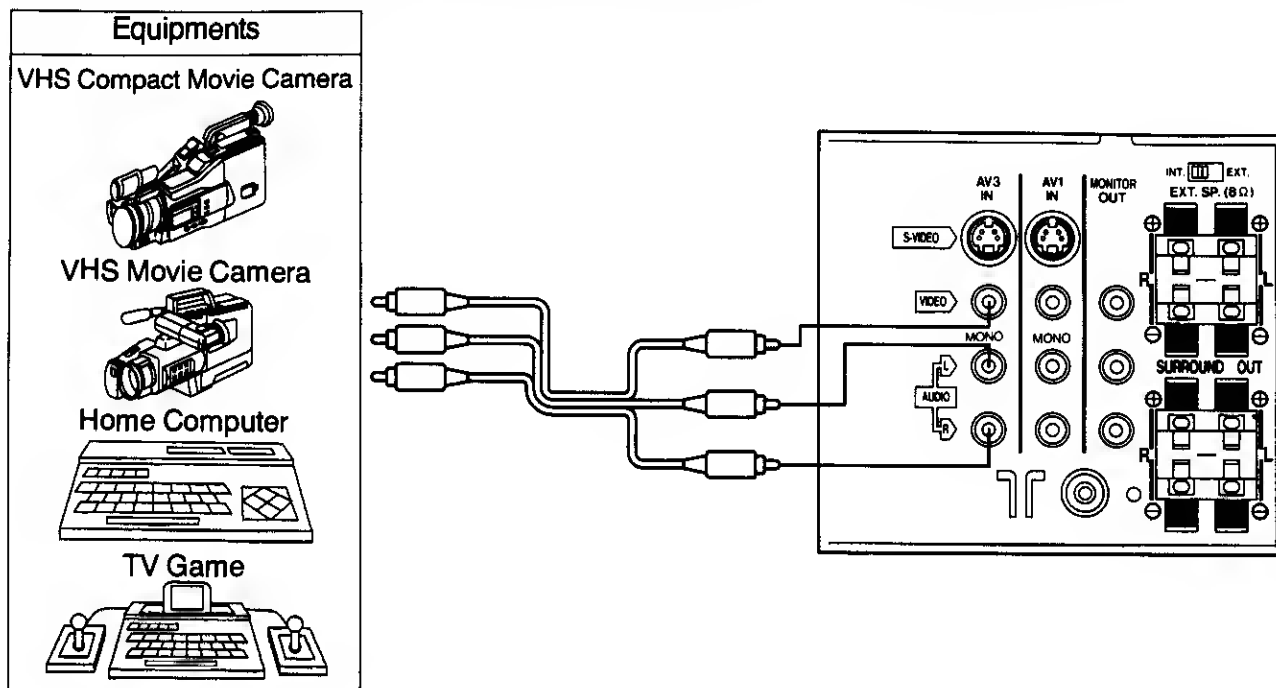 Equipments
VHS Compact Movie Camera
VHS Movie Camera
Home Computer
TV Game
AV3
IN
AV1
IN
MONITOR
OUT
INT. EXT.
EXT. SP. (8Ω)
S-VIDEO
⊕ ⊕
R L
VIDEO
⊖ ⊖
MONO MONO
SURROUND OUT
L
AUDIO
R
⊕ ⊕
R L
⊖ ⊖